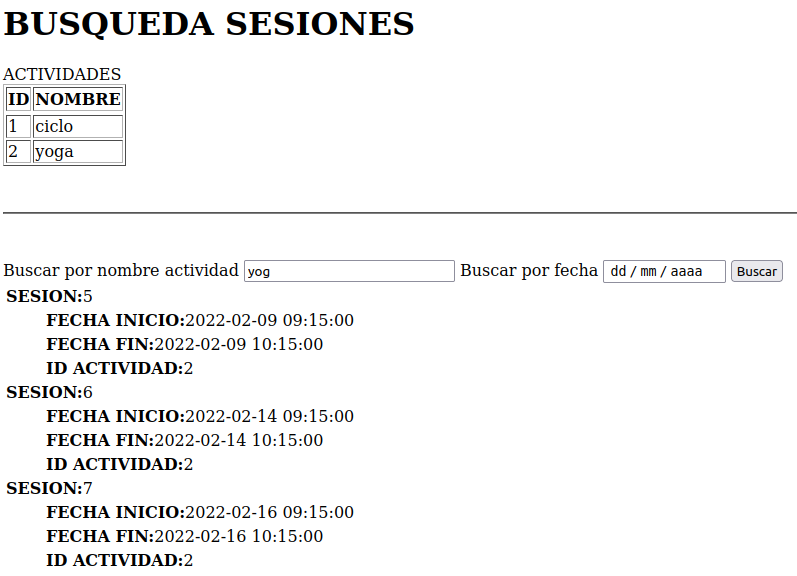 BUSQUEDA SESIONES
ACTIVIDADES
ID NOMBRE
1 ciclo
2 yoga
Buscar por nombre actividad yog Buscar por fecha dd / mm / aaaa Buscar
SESION:5
FECHA INICIO:2022-02-09 09:15:00
FECHA FIN:2022-02-09 10:15:00
ID ACTIVIDAD:2
SESION:6
FECHA INICIO:2022-02-14 09:15:00
FECHA FIN:2022-02-14 10:15:00
ID ACTIVIDAD:2
SESION:7
FECHA INICIO:2022-02-16 09:15:00
FECHA FIN:2022-02-16 10:15:00
ID ACTIVIDAD:2